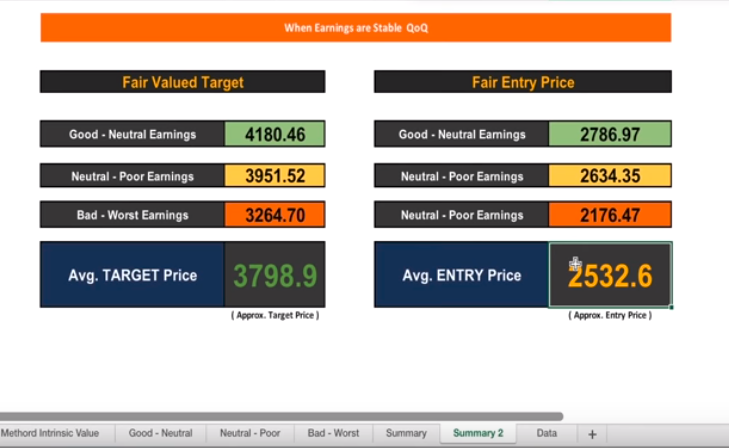 When Earnings are Stable QoQ
Fair Valued Target
Fair Entry Price
Good - Neutral Earnings 4180.46
Good - Neutral Earnings 2786.97
Neutral - Poor Earnings 3951.52
Neutral - Poor Earnings 2634.35
Bad - Worst Earnings 3264.70
Neutral - Poor Earnings 2176.47
Avg. TARGET Price 3798.9
Avg. ENTRY Price 2532.6
( Approx. Target Price )
( Approx. Entry Price )
Methord Intrinsic Value Good - Neutral Neutral - Poor Bad - Worst Summary Summary 2 Data +